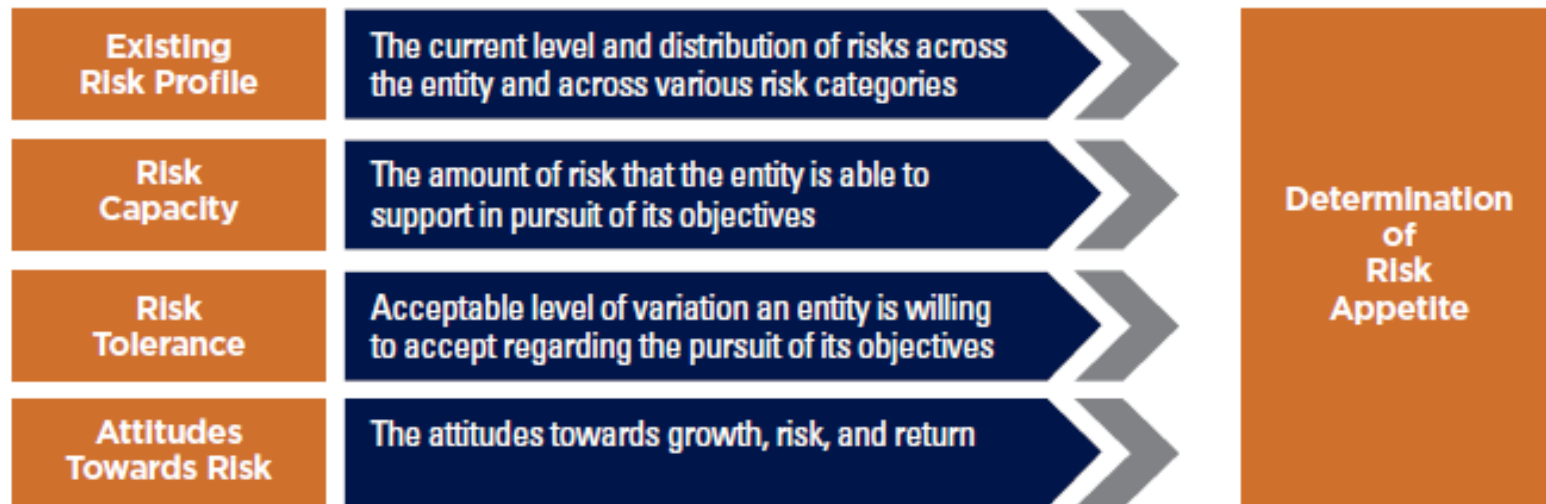 Existing
Risk Profile
The current level and distribution of risks across
the entity and across various risk categories
Risk
Capacity
The amount of risk that the entity is able to
support in pursuit of its objectives
Risk
Tolerance
Acceptable level of variation an entity is willing
to accept regarding the pursuit of its objectives
Attitudes
Towards Risk
The attitudes towards growth, risk, and return
Determination
of
Risk
Appetite